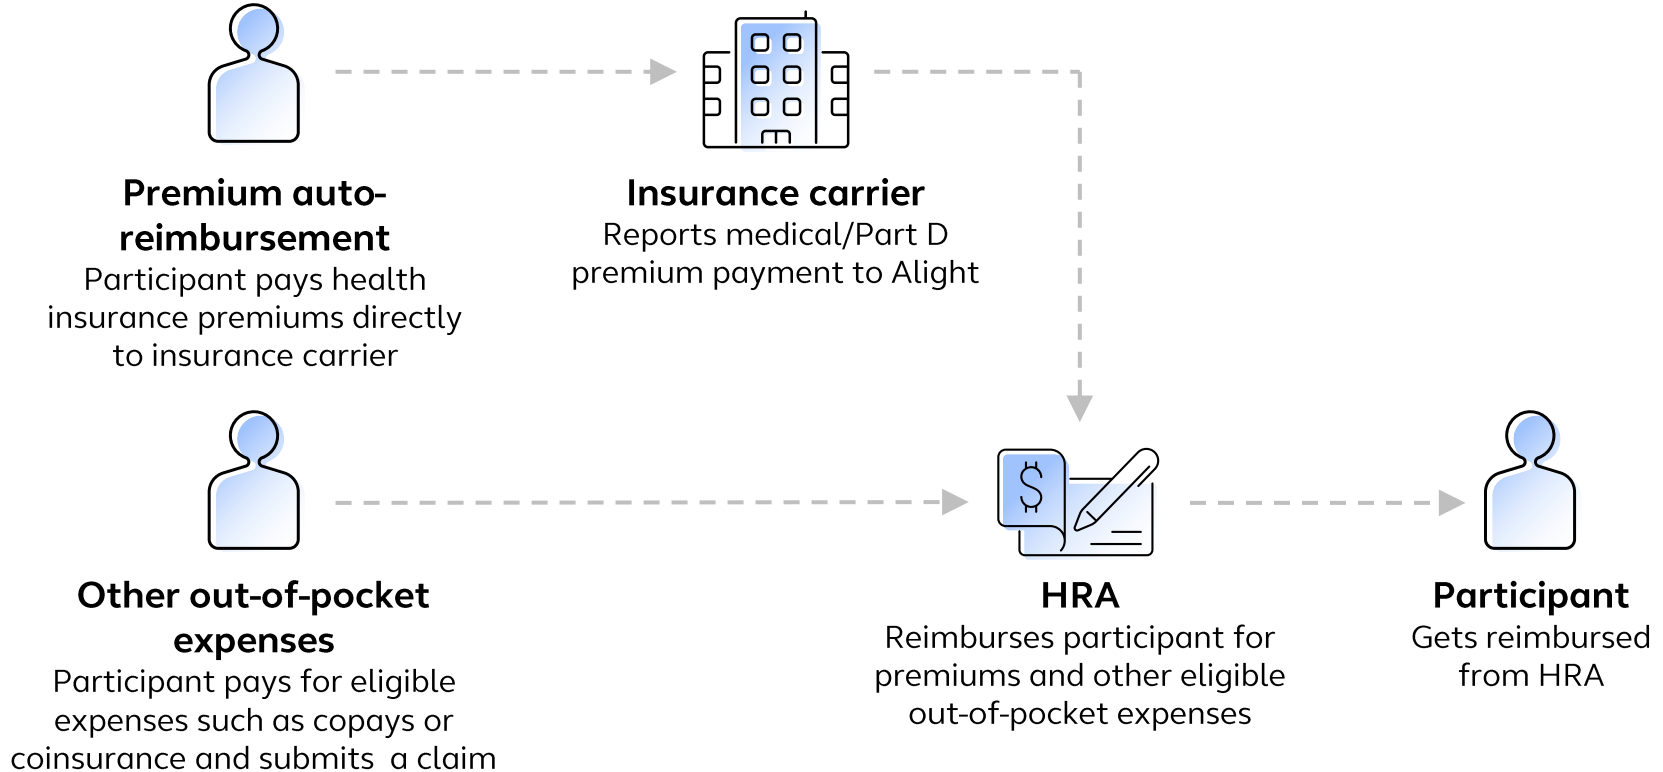 Premium auto-
reimbursement
Participant pays health
insurance premiums directly
to insurance carrier
Insurance carrier
Reports medical/Part D
premium payment to Alight
Other out-of-pocket
expenses
Participant pays for eligible
expenses such as copays or
coinsurance and submits  a claim
$
HRA
Reimburses participant for
premiums and other eligible
out-of-pocket expenses
Participant
Gets reimbursed
from HRA